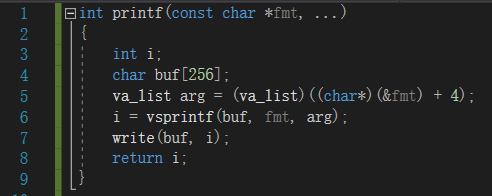 1 int printf(const char *fmt, ...)
2 {
3 int i;
4 char buf[256];
5 va_list arg = (va_list)((char*)(&fmt) + 4);
6 i = vsprintf(buf, fmt, arg);
7 write(buf, i);
8 return i;
9 }